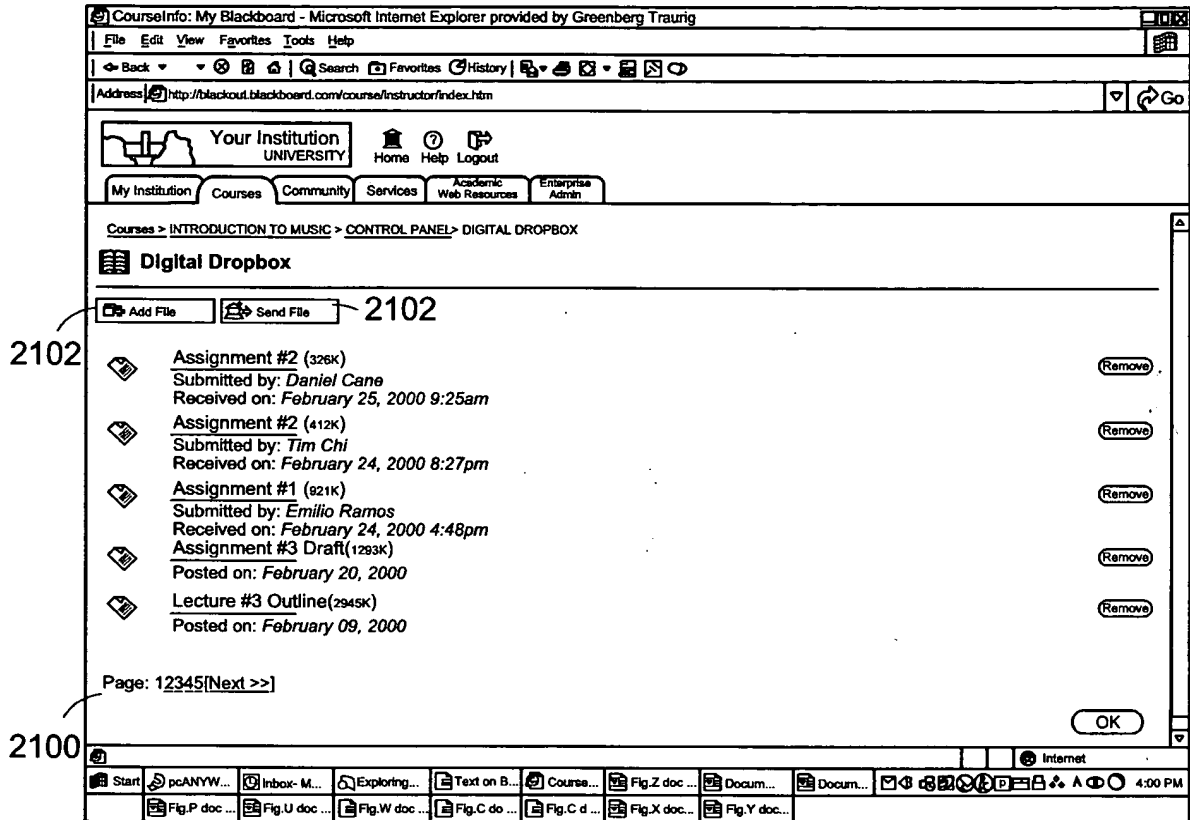 CourseInfo: My Blackboard - Microsoft Internet Explorer provided by Greenberg Traurig
File Edit View Favorites Tools Help
Back Search Favorites History
Address http://blackout.blackboard.com/course/instructor/index.htm Go
Your Institution
UNIVERSITY
Home Help Logout
My Institution Courses Community Services Academic Web Resources Enterprise Admin
Courses > INTRODUCTION TO MUSIC > CONTROL PANEL> DIGITAL DROPBOX
Digital Dropbox
Add File Send File 2102
2102
Assignment #2 (326K) Remove
Submitted by: Daniel Cane
Received on: February 25, 2000 9:25am
Assignment #2 (412K) Remove
Submitted by: Tim Chi
Received on: February 24, 2000 8:27pm
Assignment #1 (921K) Remove
Submitted by: Emilio Ramos
Received on: February 24, 2000 4:48pm
Assignment #3 Draft(1293K) Remove
Posted on: February 20, 2000
Lecture #3 Outline(2945K) Remove
Posted on: February 09, 2000
Page: 12345[Next >>]
OK
2100
Internet
Start pcANYW... Inbox- M... Exploring... Text on B... Course... Fig.Z doc ... Docum... Docum... 4:00 PM
Fig.P doc ... Fig.U doc ... Fig.W doc ... Fig.C do ... Fig.C d ... Fig.X doc... Fig.Y doc...